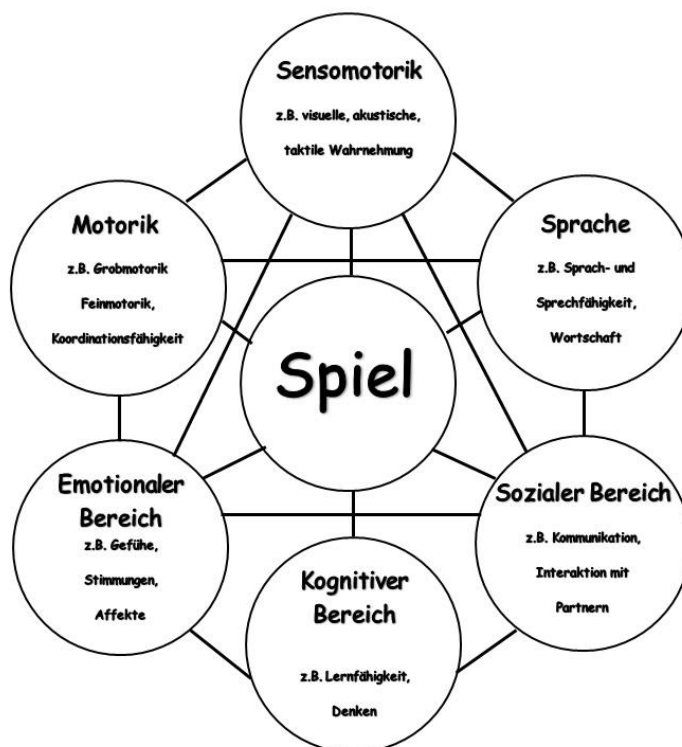 Sensomotorik
z.B. visuelle, akustische,
taktile Wahrnehmung
Motorik
z.B. Grobmotorik
Feinmotorik,
Koordinationsfähigkeit
Sprache
z.B. Sprach- und
Sprechfähigkeit,
Wortschaft
Spiel
Emotionaler
Bereich
z.B. Gefühe,
Stimmungen,
Affekte
Sozialer Bereich
z.B. Kommunikation,
Interaktion mit
Partnern
Kognitiver
Bereich
z.B. Lernfähigkeit,
Denken